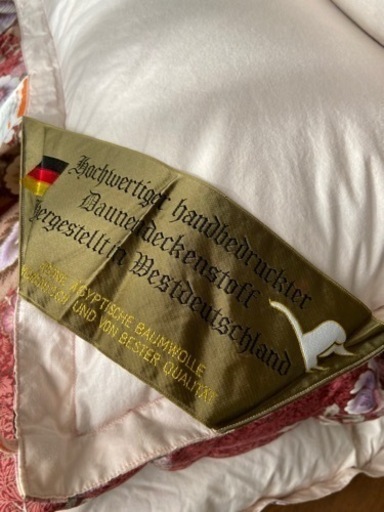 Hochwertiger handbedruckter
Daunendeckenstoff
hergestellt in Westdeutschland
ÄGYPTISCHE BAUMWOLLE
UND VON BESTER QUALITÄT